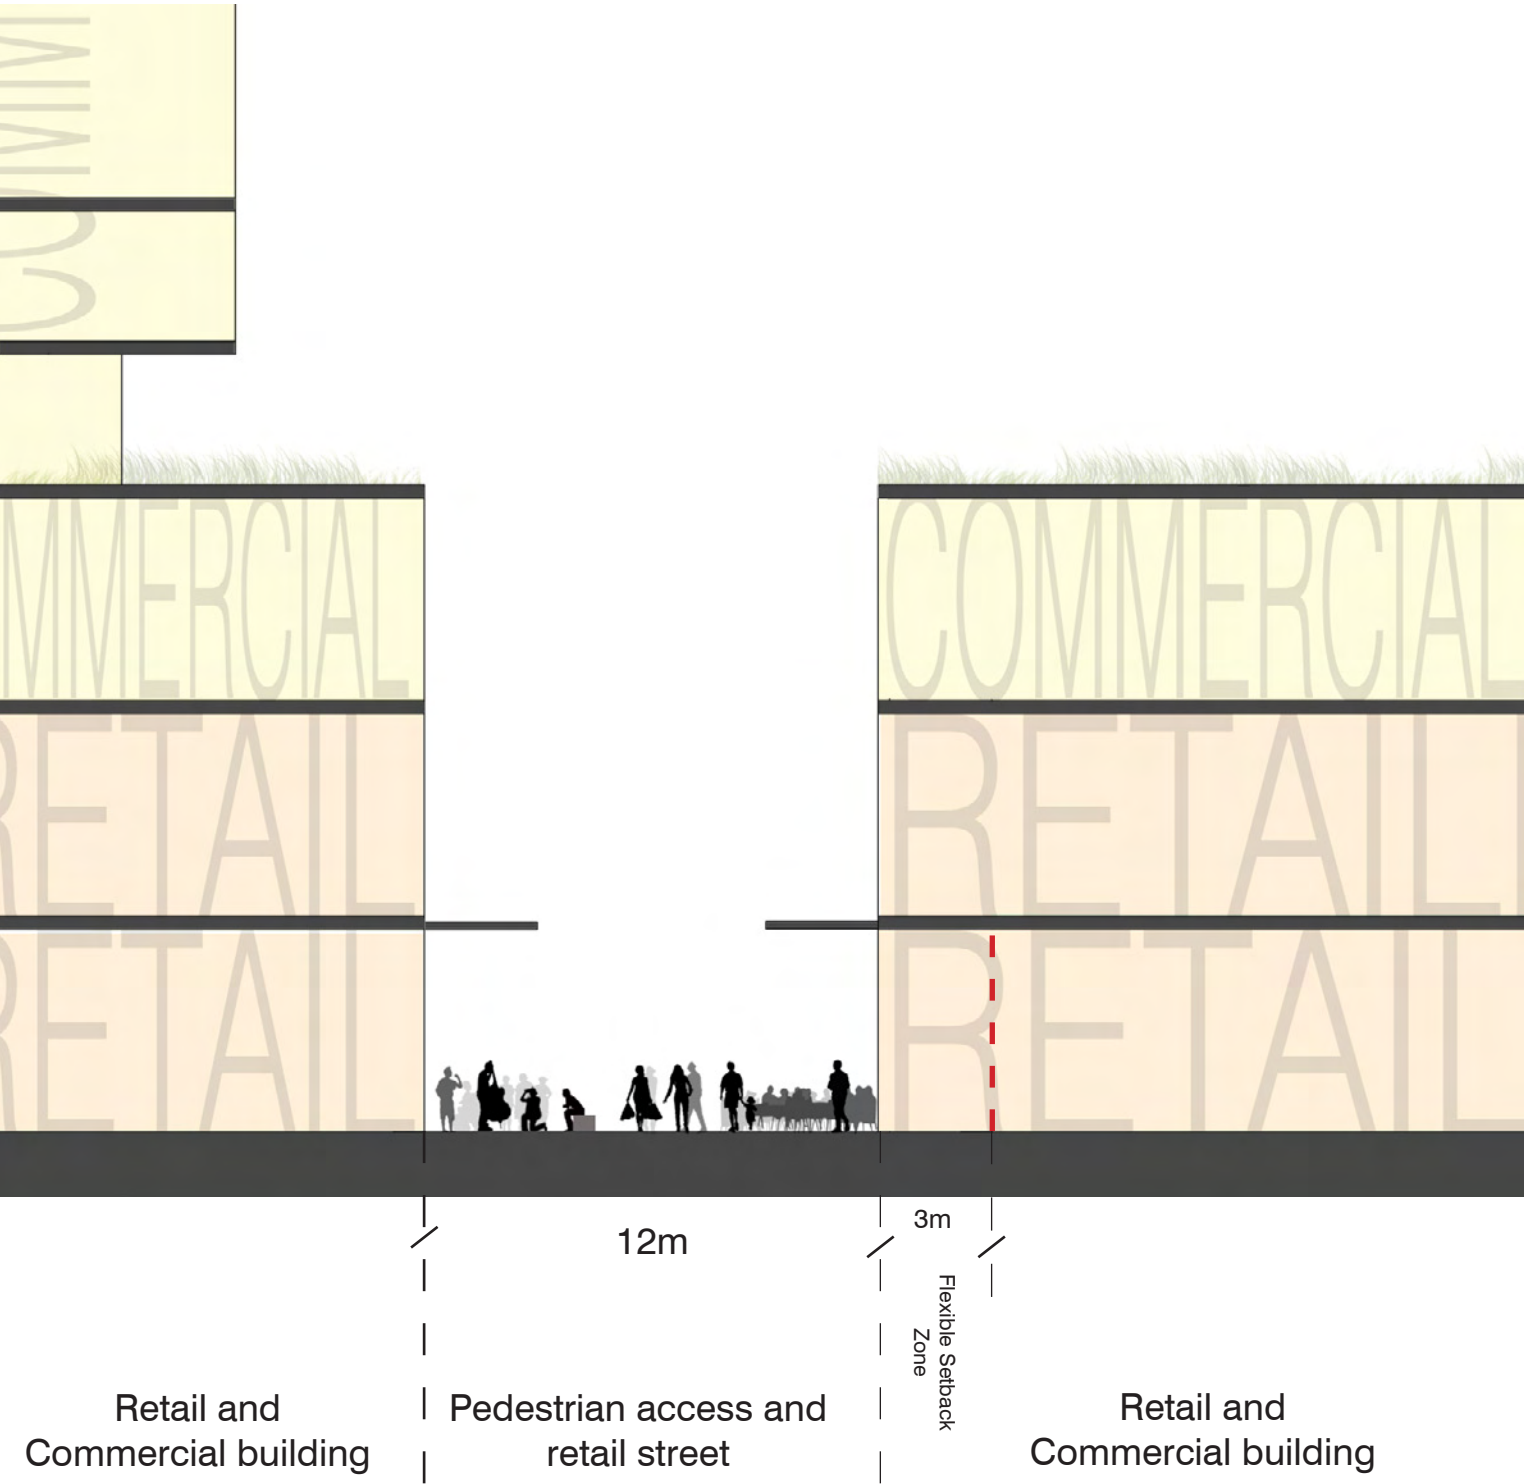 COMM
MMERCIAL
COMMERCIAL
RETAIL
RETAIL
RETAIL
RETAIL
12m
3m
Flexible Setback
Zone
Retail and
Commercial building
Pedestrian access and
retail street
Retail and
Commercial building